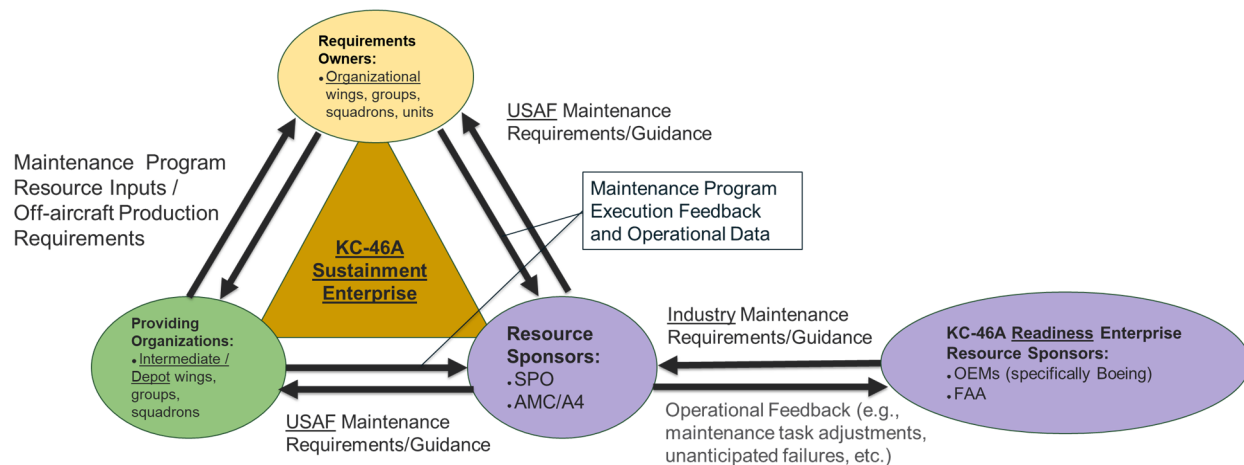 Requirements
Owners:
• Organizational
wings, groups,
squadrons, units
USAF Maintenance
Requirements/Guidance
Maintenance Program
Resource Inputs /
Off-aircraft Production
Requirements
Maintenance Program
Execution Feedback
and Operational Data
KC-46A
Sustainment
Enterprise
Providing
Organizations:
• Intermediate /
Depot wings,
groups,
squadrons
Resource
Sponsors:
• SPO
• AMC/A4
Industry Maintenance
Requirements/Guidance
KC-46A Readiness Enterprise
Resource Sponsors:
• OEMs (specifically Boeing)
• FAA
USAF Maintenance
Requirements/Guidance
Operational Feedback (e.g.,
maintenance task adjustments,
unanticipated failures, etc.)